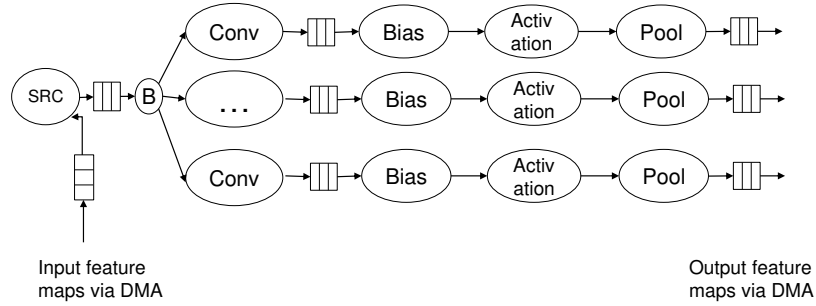 Conv
Bias
Activ
ation
Pool
SRC
B
...
Bias
Activ
ation
Pool
Conv
Bias
Activ
ation
Pool
Input feature
maps via DMA
Output feature
maps via DMA